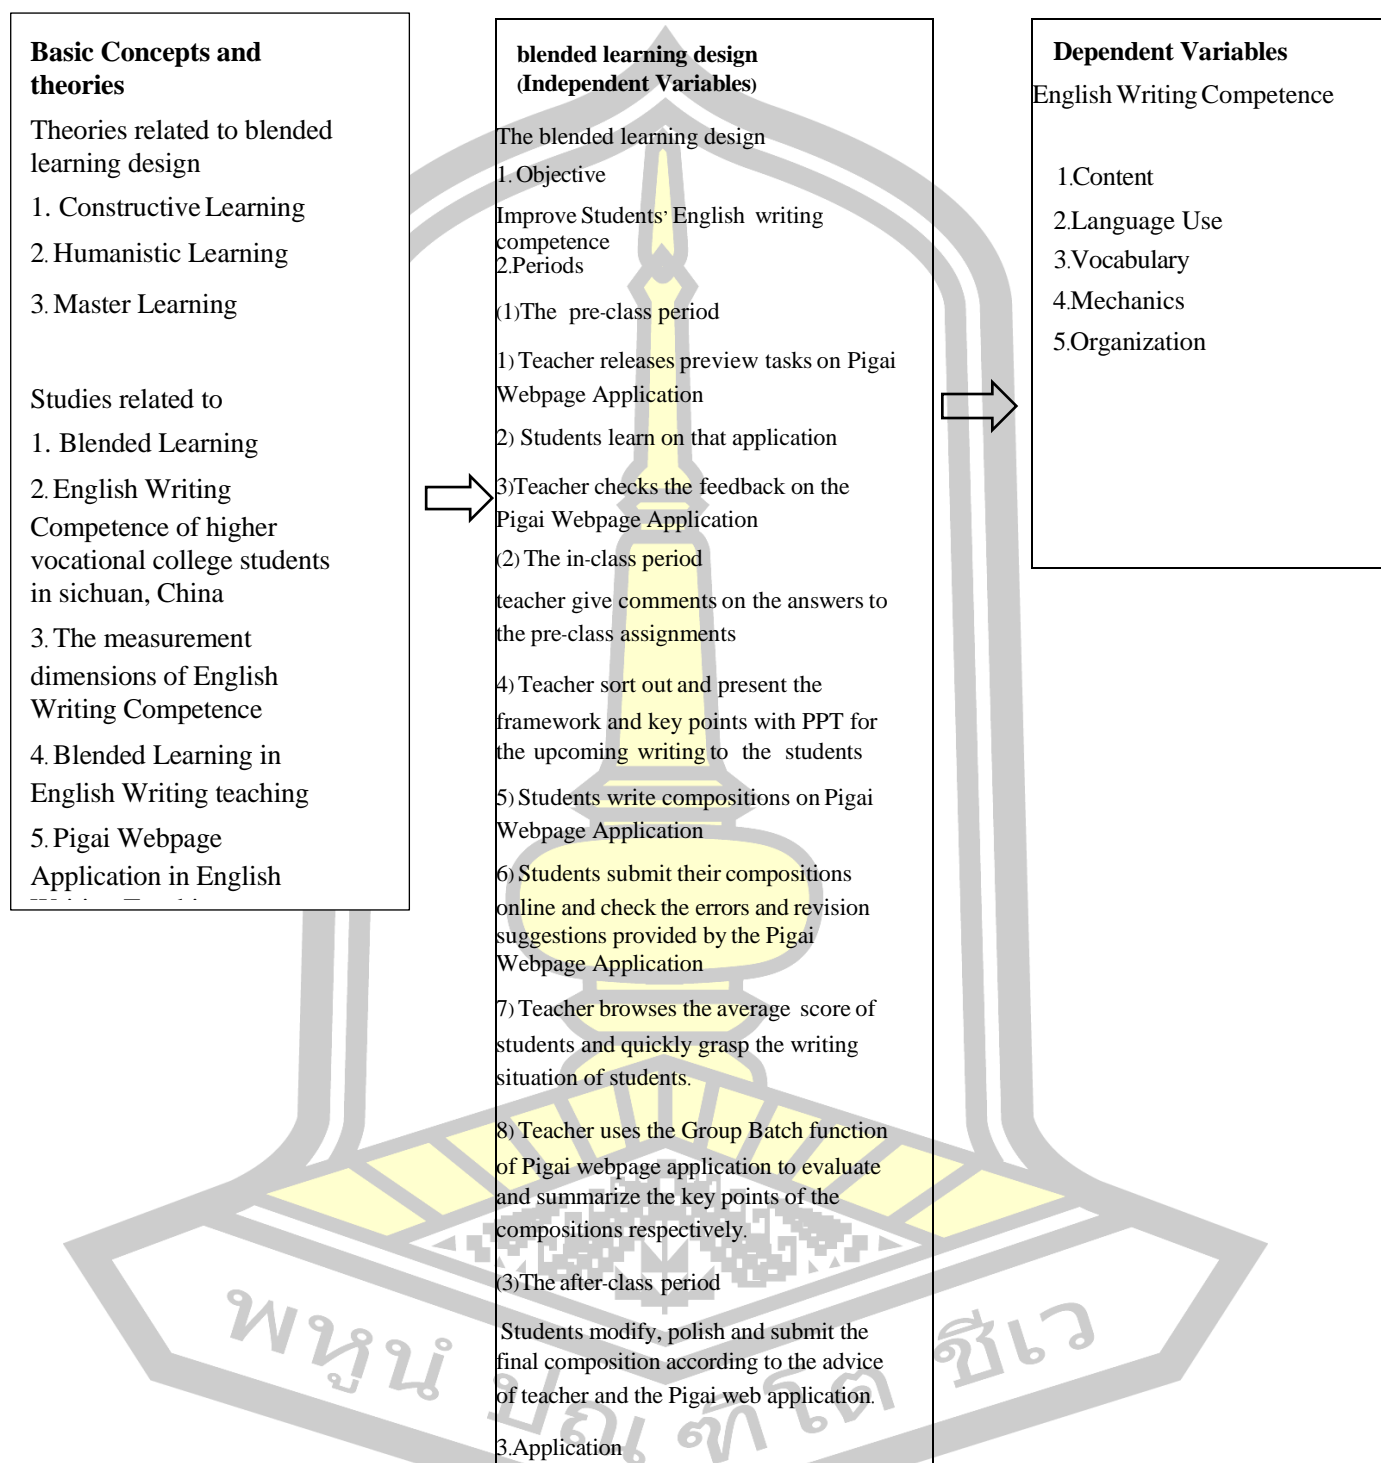 Basic Concepts and
theories
Theories related to blended
learning design
1. Constructive Learning
2. Humanistic Learning
3. Master Learning
Studies related to
1. Blended Learning
2. English Writing
Competence of higher
vocational college students
in sichuan, China
3. The measurement
dimensions of English
Writing Competence
4. Blended Learning in
English Writing teaching
5. Pigai Webpage
Application in English
blended learning design
(Independent Variables)
The blended learning design
1. Objective
Improve Students' English writing
competence
2.Periods
(1)The pre-class period
1) Teacher releases preview tasks on Pigai
Webpage Application
2) Students learn on that application
3)Teacher checks the feedback on the
Pigai Webpage Application
(2) The in-class period
teacher give comments on the answers to
the pre-class assignments
4) Teacher sort out and present the
framework and key points with PPT for
the upcoming writing to the students
5) Students write compositions on Pigai
Webpage Application
6) Students submit their compositions
online and check the errors and revision
suggestions provided by the Pigai
Webpage Application
7) Teacher browses the average score of
students and quickly grasp the writing
situation of students.
8) Teacher uses the Group Batch function
of Pigai webpage application to evaluate
and summarize the key points of the
compositions respectively.
(3)The after-class period
Students modify, polish and submit the
final composition according to the advice
of teacher and the Pigai web application.
3.Application
Dependent Variables
English Writing Competence
1.Content
2.Language Use
3.Vocabulary
4.Mechanics
5.Organization
พหูนํ ปณฺฑิโต ชีเว